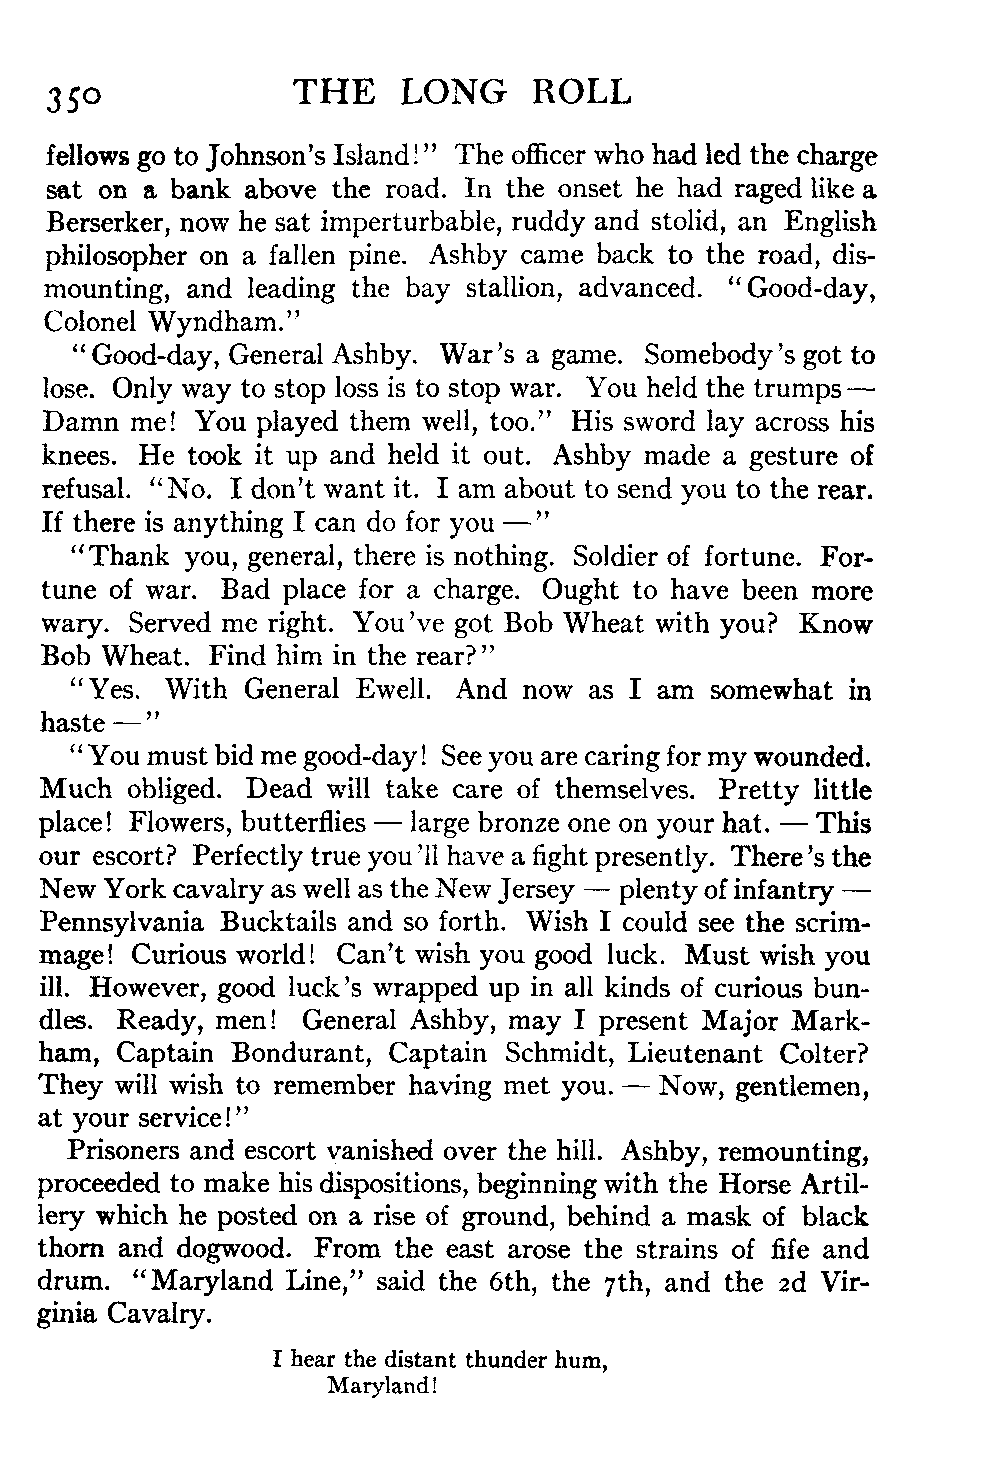 350 THE LONG ROLL
fellows go to Johnson's Island!" The officer who had led the charge
sat on a bank above the road. In the onset he had raged like a
Berserker, now he sat imperturbable, ruddy and stolid, an English
philosopher on a fallen pine. Ashby came back to the road, dis-
mounting, and leading the bay stallion, advanced. "Good-day,
Colonel Wyndham."
"Good-day, General Ashby. War's a game. Somebody's got to
lose. Only way to stop loss is to stop war. You held the trumps —
Damn me! You played them well, too." His sword lay across his
knees. He took it up and held it out. Ashby made a gesture of
refusal. "No. I don't want it. I am about to send you to the rear.
If there is anything I can do for you —"
"Thank you, general, there is nothing. Soldier of fortune. For-
tune of war. Bad place for a charge. Ought to have been more
wary. Served me right. You've got Bob Wheat with you? Know
Bob Wheat. Find him in the rear?"
"Yes. With General Ewell. And now as I am somewhat in
haste —"
"You must bid me good-day! See you are caring for my wounded.
Much obliged. Dead will take care of themselves. Pretty little
place! Flowers, butterflies — large bronze one on your hat. — This
our escort? Perfectly true you'll have a fight presently. There's the
New York cavalry as well as the New Jersey — plenty of infantry —
Pennsylvania Bucktails and so forth. Wish I could see the scrim-
mage! Curious world! Can't wish you good luck. Must wish you
ill. However, good luck's wrapped up in all kinds of curious bun-
dles. Ready, men! General Ashby, may I present Major Mark-
ham, Captain Bondurant, Captain Schmidt, Lieutenant Colter?
They will wish to remember having met you. — Now, gentlemen,
at your service!"
Prisoners and escort vanished over the hill. Ashby, remounting,
proceeded to make his dispositions, beginning with the Horse Artil-
lery which he posted on a rise of ground, behind a mask of black
thorn and dogwood. From the east arose the strains of fife and
drum. "Maryland Line," said the 6th, the 7th, and the 2d Vir-
ginia Cavalry.
I hear the distant thunder hum,
Maryland!